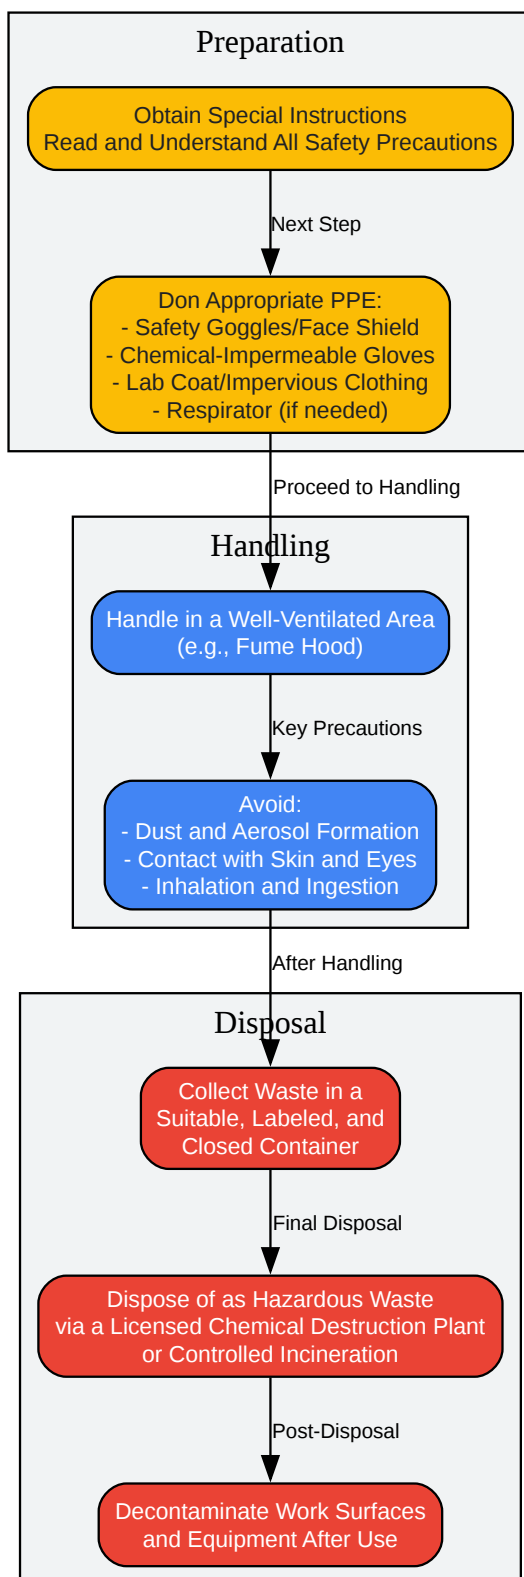 Preparation
Obtain Special Instructions
Read and Understand All Safety Precautions
Next Step
Don Appropriate PPE:
- Safety Goggles/Face Shield
- Chemical-Impermeable Gloves
- Lab Coat/Impervious Clothing
- Respirator (if needed)
Proceed to Handling
Handling
Handle in a Well-Ventilated Area
(e.g., Fume Hood)
Key Precautions
Avoid:
- Dust and Aerosol Formation
- Contact with Skin and Eyes
- Inhalation and Ingestion
After Handling
Disposal
Collect Waste in a
Suitable, Labeled, and
Closed Container
Final Disposal
Dispose of as Hazardous Waste
via a Licensed Chemical Destruction Plant
or Controlled Incineration
Post-Disposal
Decontaminate Work Surfaces
and Equipment After Use